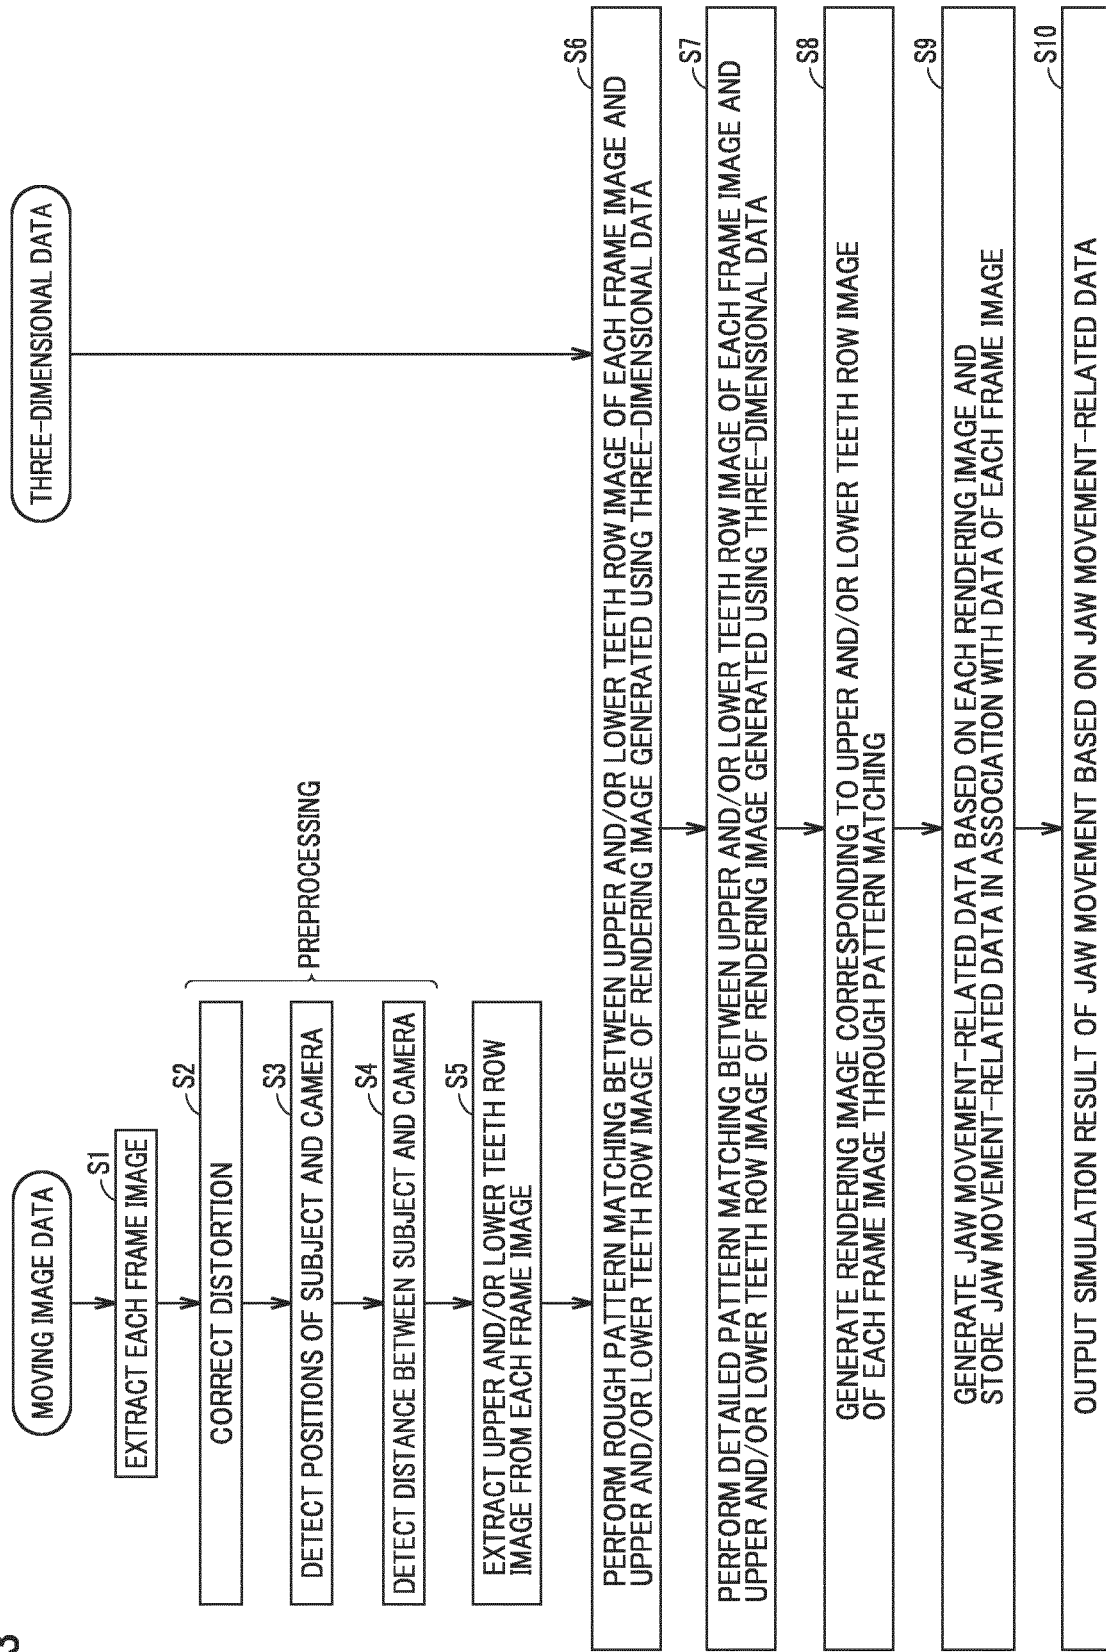 3
MOVING IMAGE DATA
THREE-DIMENSIONAL DATA
S1
EXTRACT EACH FRAME IMAGE
S2
CORRECT DISTORTION
S3
DETECT POSITIONS OF SUBJECT AND CAMERA
S4
DETECT DISTANCE BETWEEN SUBJECT AND CAMERA
PREPROCESSING
S5
EXTRACT UPPER AND/OR LOWER TEETH ROW
IMAGE FROM EACH FRAME IMAGE
S6
PERFORM ROUGH PATTERN MATCHING BETWEEN UPPER AND/OR LOWER TEETH ROW IMAGE OF EACH FRAME IMAGE AND
UPPER AND/OR LOWER TEETH ROW IMAGE OF RENDERING IMAGE GENERATED USING THREE-DIMENSIONAL DATA
S7
PERFORM DETAILED PATTERN MATCHING BETWEEN UPPER AND/OR LOWER TEETH ROW IMAGE OF EACH FRAME IMAGE AND
UPPER AND/OR LOWER TEETH ROW IMAGE OF RENDERING IMAGE GENERATED USING THREE-DIMENSIONAL DATA
S8
GENERATE RENDERING IMAGE CORRESPONDING TO UPPER AND/OR LOWER TEETH ROW IMAGE
OF EACH FRAME IMAGE THROUGH PATTERN MATCHING
S9
GENERATE JAW MOVEMENT-RELATED DATA BASED ON EACH RENDERING IMAGE AND
STORE JAW MOVEMENT-RELATED DATA IN ASSOCIATION WITH DATA OF EACH FRAME IMAGE
S10
OUTPUT SIMULATION RESULT OF JAW MOVEMENT BASED ON JAW MOVEMENT-RELATED DATA